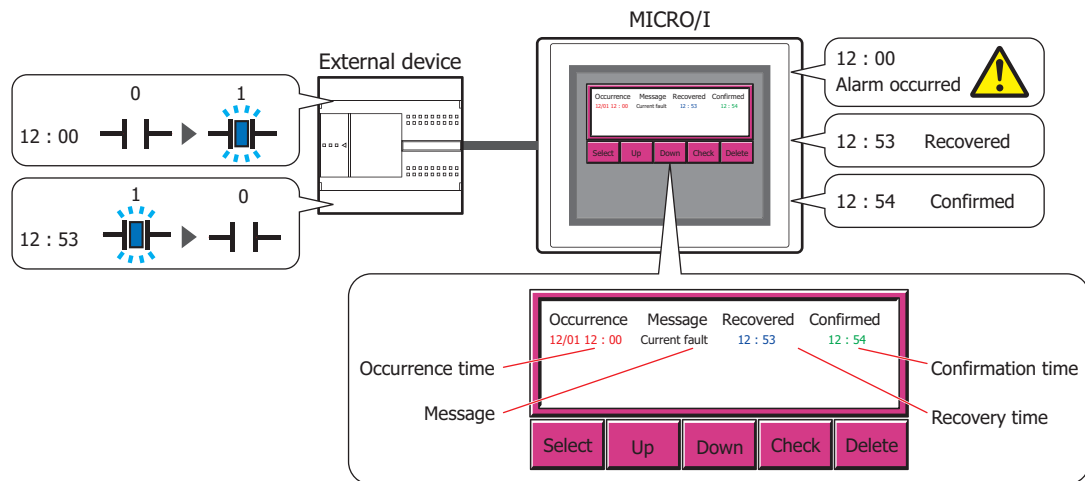 MICRO/I
External device
0 1
12 : 00
1 0
12 : 53
Occurrence Message Recovered Confirmed
12/01 12 : 00 Current fault 12 : 53 12 : 54
Select Up Down Check Delete
12 : 00
Alarm occurred
12 : 53 Recovered
12 : 54 Confirmed
Occurrence Message Recovered Confirmed
12/01 12 : 00 Current fault 12 : 53 12 : 54
Occurrence time
Message
Confirmation time
Recovery time
Select Up Down Check Delete